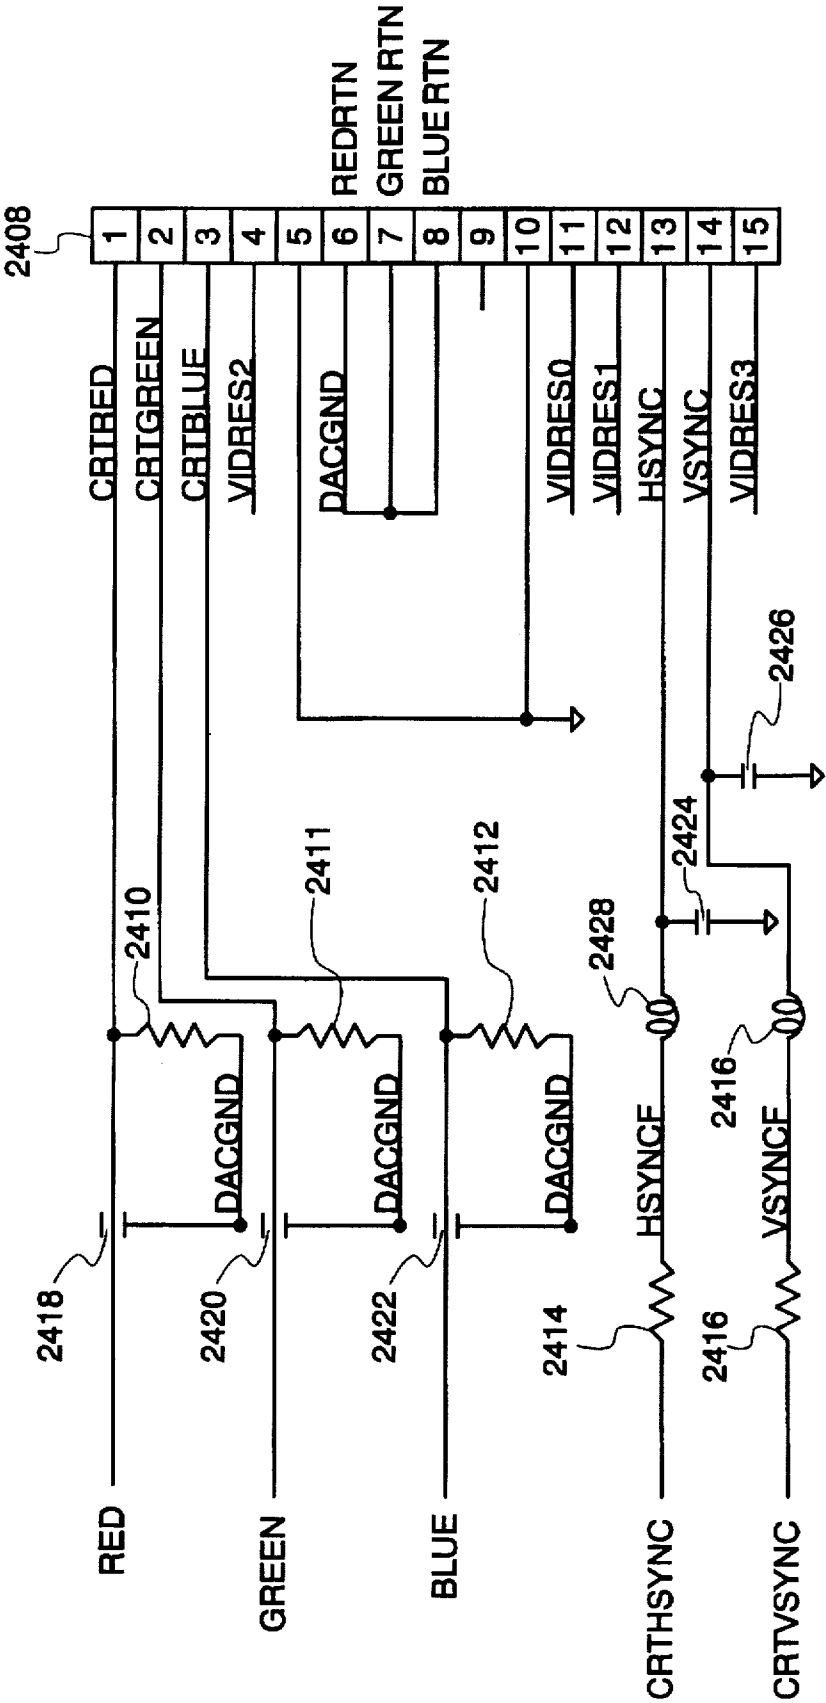 2408
1
2
3
4
5
6
7
8
9
10
11
12
13
14
15
REDRTN
GREEN RTN
BLUE RTN
CRTRED
CRTGREEN
CRTBLUE
VIDRES2
DACGND
VIDRES0
VIDRES1
HSYNC
VSYNC
VIDRES3
2410
2411
2412
2424
2426
2428
2416
DACGND
DACGND
DACGND
HSYNCF
VSYNCF
2418
2420
2422
2414
2416
RED
GREEN
BLUE
CRTHSYNC
CRTVSYNC